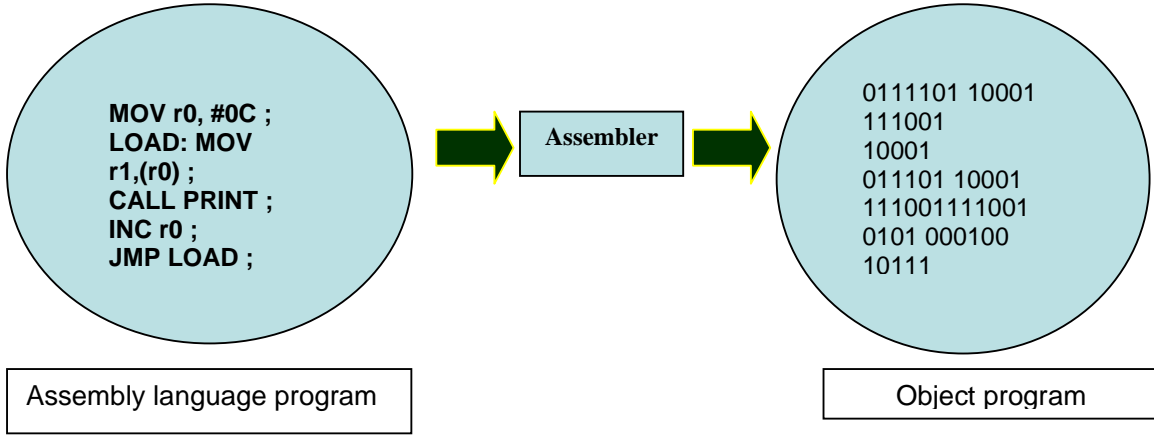 MOV r0, #0C ;
LOAD: MOV
r1,(r0) ;
CALL PRINT ;
INC r0 ;
JMP LOAD ;
Assembler
0111101 10001
111001
10001
011101 10001
111001111001
0101 000100
10111
Assembly language program
Object program